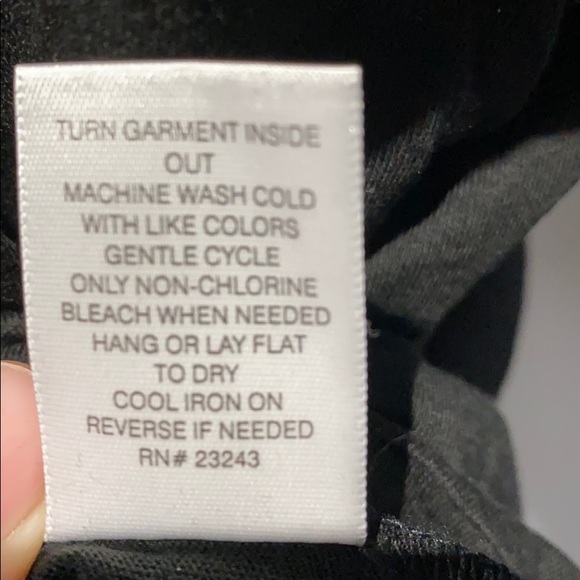 TURN GARMENT INSIDE
OUT
MACHINE WASH COLD
WITH LIKE COLORS
GENTLE CYCLE
ONLY NON-CHLORINE
BLEACH WHEN NEEDED
HANG OR LAY FLAT
TO DRY
COOL IRON ON
REVERSE IF NEEDED
RN# 23243